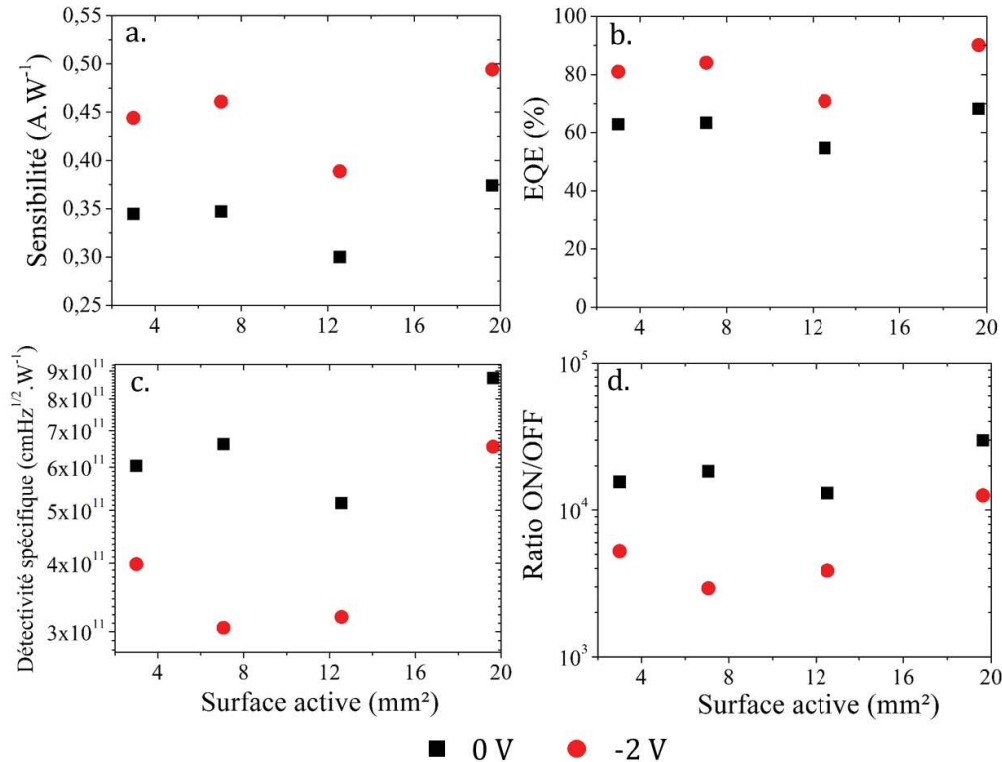 a.
Sensibilité (A.W⁻¹)
0,55
0,50
0,45
0,40
0,35
0,30
0,25
4 8 12 16 20
b.
EQE (%)
100
80
60
40
20
0
4 8 12 16 20
c.
Détectivité spécifique (cmHz¹ᐟ².W⁻¹)
9x10¹¹
8x10¹¹
7x10¹¹
6x10¹¹
5x10¹¹
4x10¹¹
3x10¹¹
4 8 12 16 20
Surface active (mm²)
d.
Ratio ON/OFF
10⁵
10⁴
10³
4 8 12 16 20
Surface active (mm²)
0 V -2 V